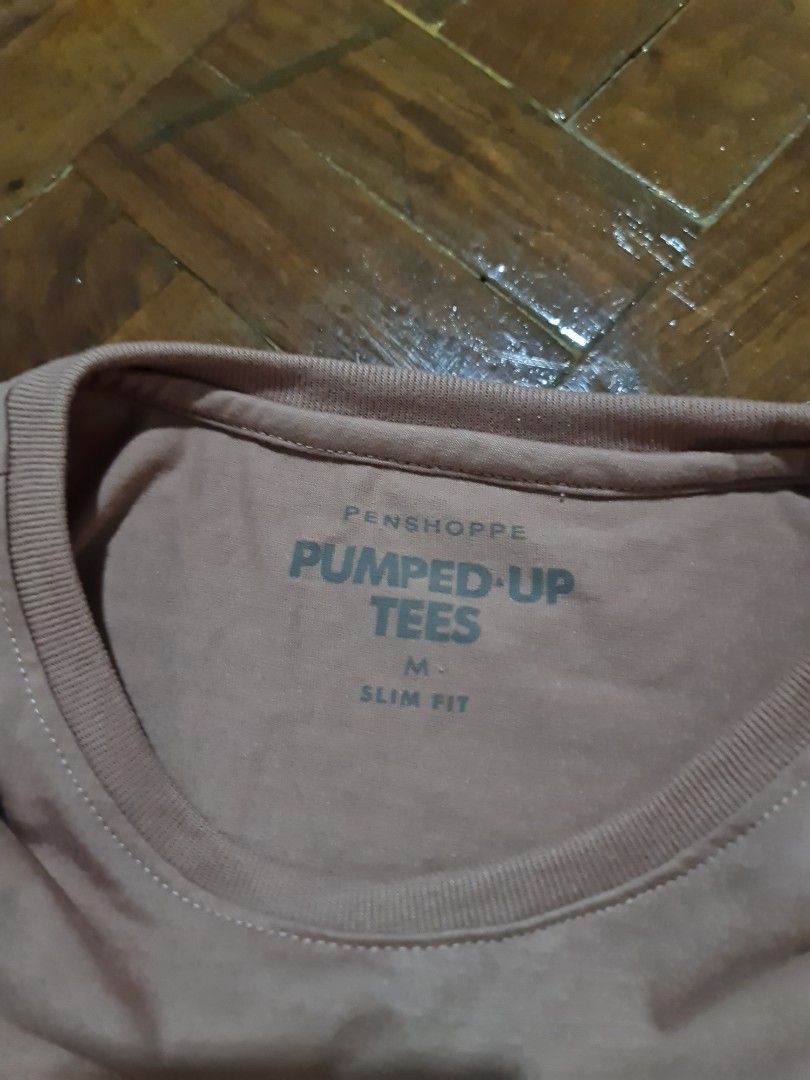 PENSHOPPE
PUMPED-UP
TEES
M
SLIM FIT